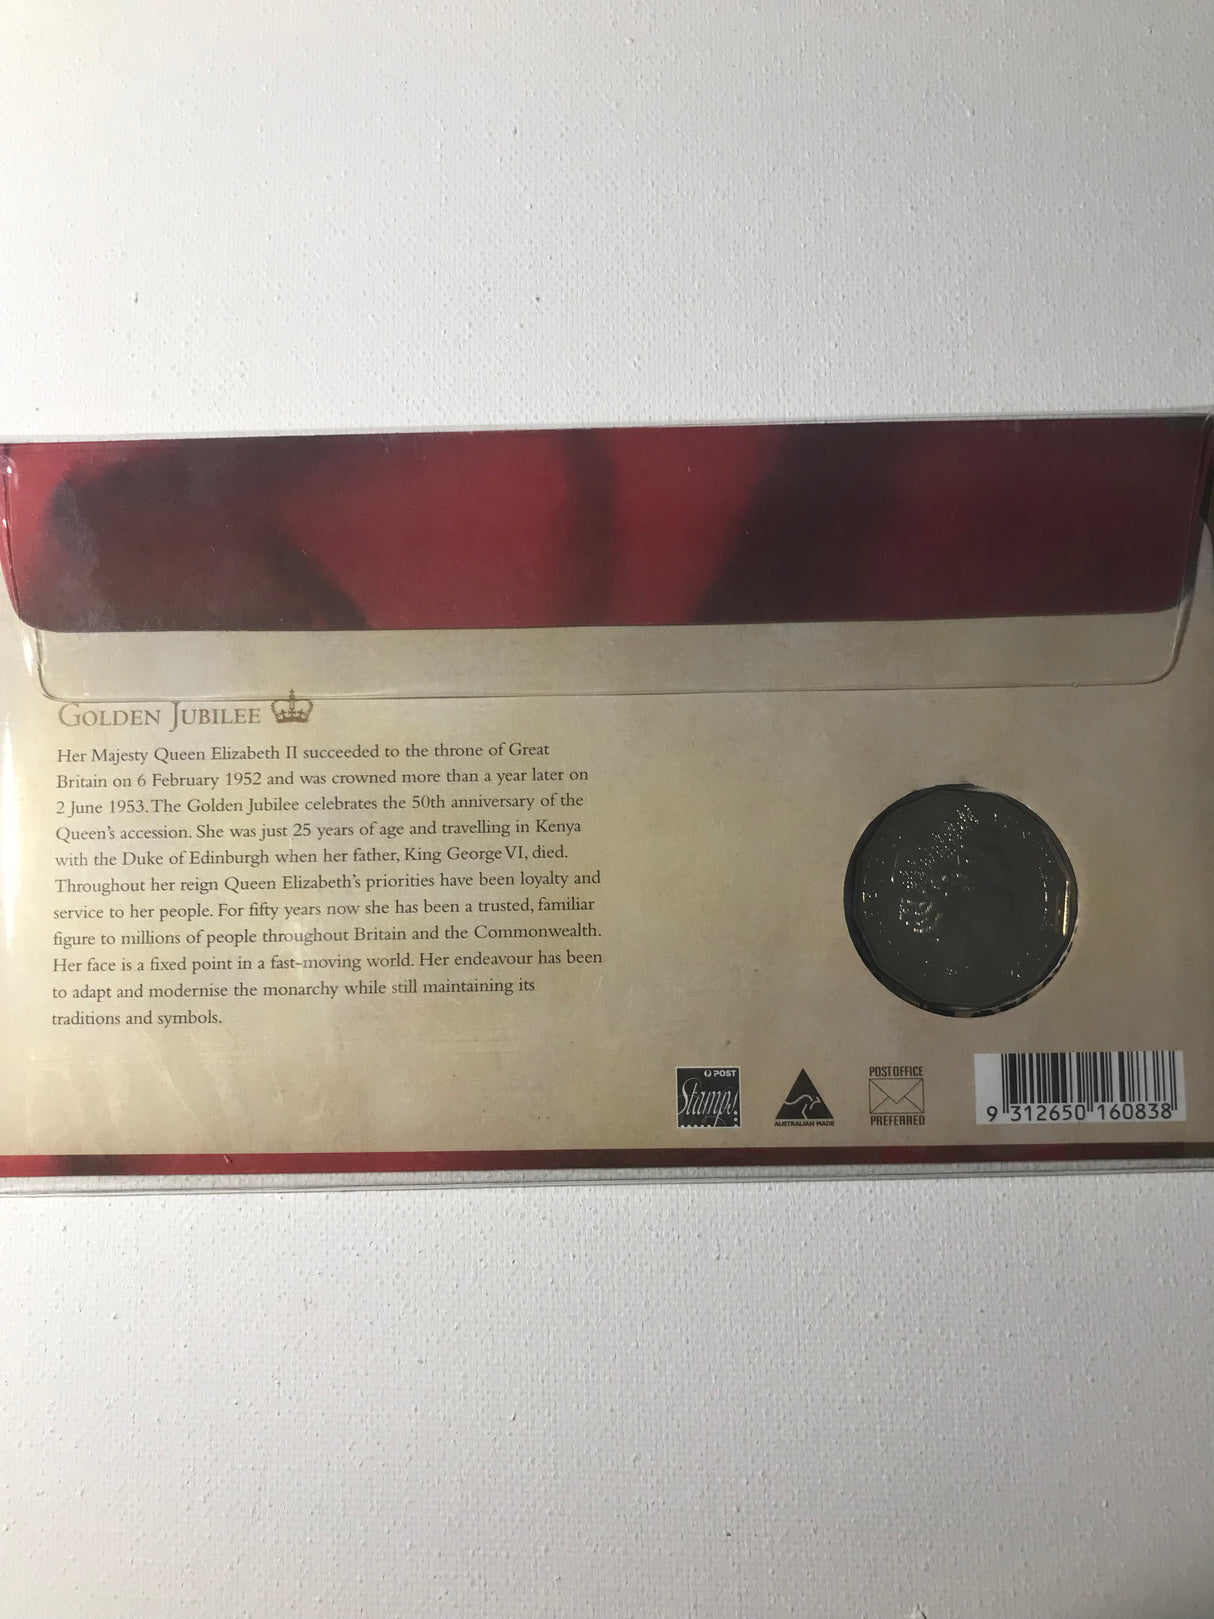 GOLDEN JUBILEE
Her Majesty Queen Elizabeth II succeeded to the throne of Great
Britain on 6 February 1952 and was crowned more than a year later on
2 June 1953. The Golden Jubilee celebrates the 50th anniversary of the
Queen's accession. She was just 25 years of age and travelling in Kenya
with the Duke of Edinburgh when her father, King George VI, died.
Throughout her reign Queen Elizabeth's priorities have been loyalty and
service to her people. For fifty years now she has been a trusted, familiar
figure to millions of people throughout Britain and the Commonwealth.
Her face is a fixed point in a fast-moving world. Her endeavour has been
to adapt and modernise the monarchy while still maintaining its
traditions and symbols.
POST
Stamps!
AUSTRALIAN MADE
POST OFFICE
PREFERRED
9 312650 160838